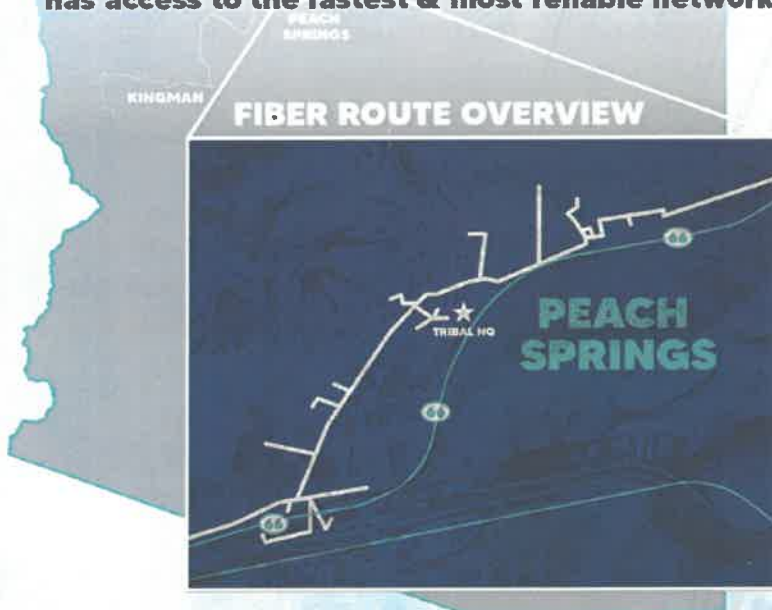 has access to the fastest & most reliable network
PEACH
SPRINGS
KINGMAN
FIBER ROUTE OVERVIEW
66
TRIBAL HQ
PEACH
SPRINGS
66
66